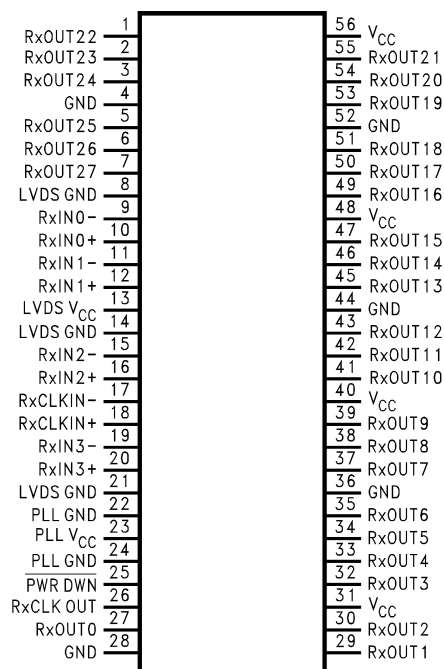 1 RxOUT22
2 RxOUT23
3 RxOUT24
4 GND
5 RxOUT25
6 RxOUT26
7 RxOUT27
8 LVDS GND
9 RxIN0-
10 RxIN0+
11 RxIN1-
12 RxIN1+
13 LVDS VCC
14 LVDS GND
15 RxIN2-
16 RxIN2+
17 RxCLKIN-
18 RxCLKIN+
19 RxIN3-
20 RxIN3+
21 LVDS GND
22 PLL GND
23 PLL VCC
24 PLL GND
25 PWR DWN
26 RxCLK OUT
27 RxOUT0
28 GND
56 VCC
55 RxOUT21
54 RxOUT20
53 RxOUT19
52 GND
51 RxOUT18
50 RxOUT17
49 RxOUT16
48 VCC
47 RxOUT15
46 RxOUT14
45 RxOUT13
44 GND
43 RxOUT12
42 RxOUT11
41 RxOUT10
40 VCC
39 RxOUT9
38 RxOUT8
37 RxOUT7
36 GND
35 RxOUT6
34 RxOUT5
33 RxOUT4
32 RxOUT3
31 VCC
30 RxOUT2
29 RxOUT1